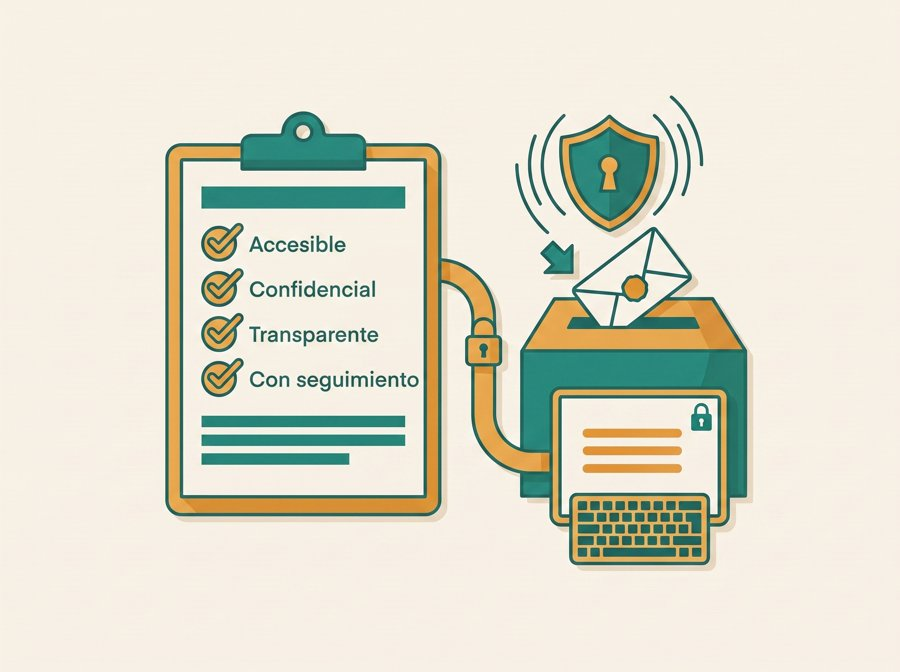 Accesible
Confidencial
Transparente
Con seguimiento